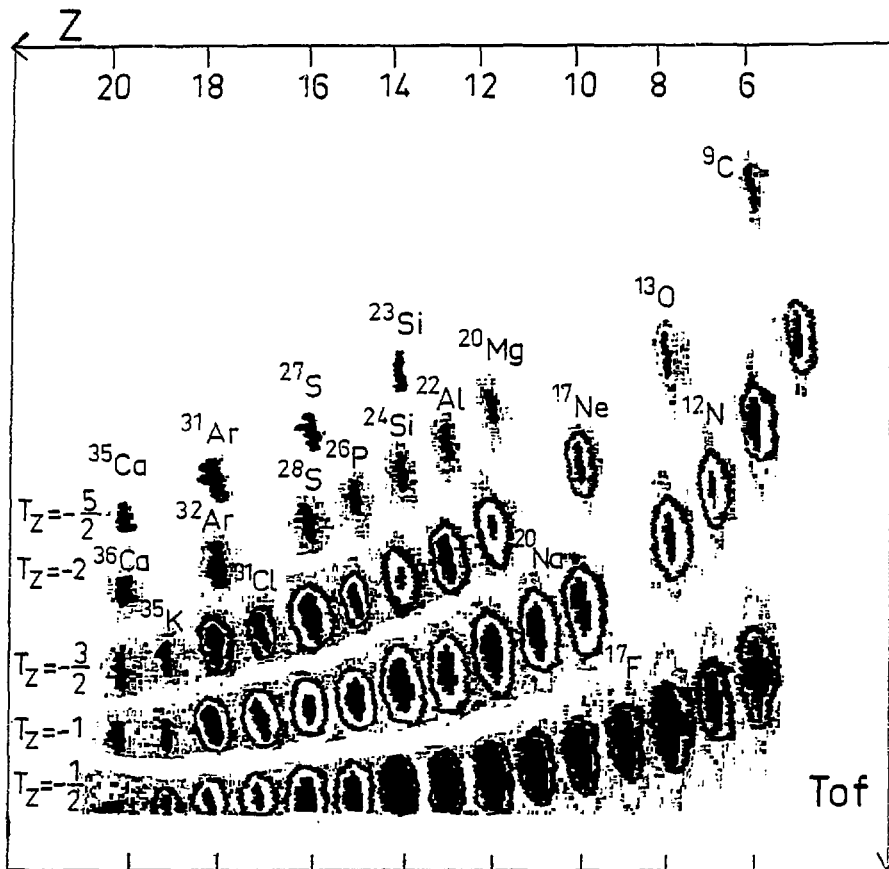 Z
20 18 16 14 12 10 8 6
⁹C
¹³O
²³Si
²⁰Mg
²⁷S
²²Al
¹⁷Ne
¹²N
³¹Ar
²⁴Si
²⁶P
³⁵Ca
²⁸S
T_Z=-5/2
³²Ar
²⁰Na
T_Z=-2
³⁶Ca
³¹Cl
³⁵K
T_Z=-3/2
¹⁷F
T_Z=-1
T_Z=-1/2
Tof